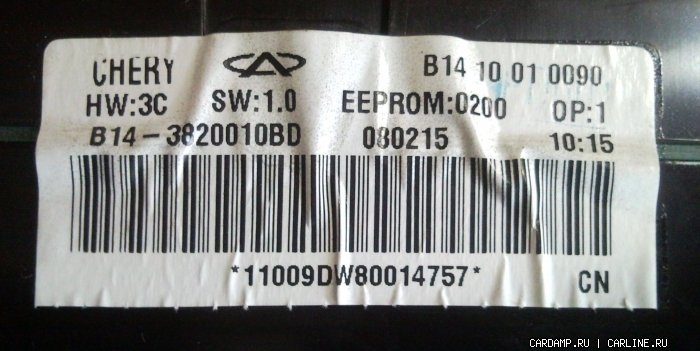 CHERY B14 10 01 0090
HW:3C SW:1.0 EEPROM:0200 OP:1
B14-3820010BD 080215 10:15
*11009DW80014757* CN
CARDAMP.RU | CARLINE.RU